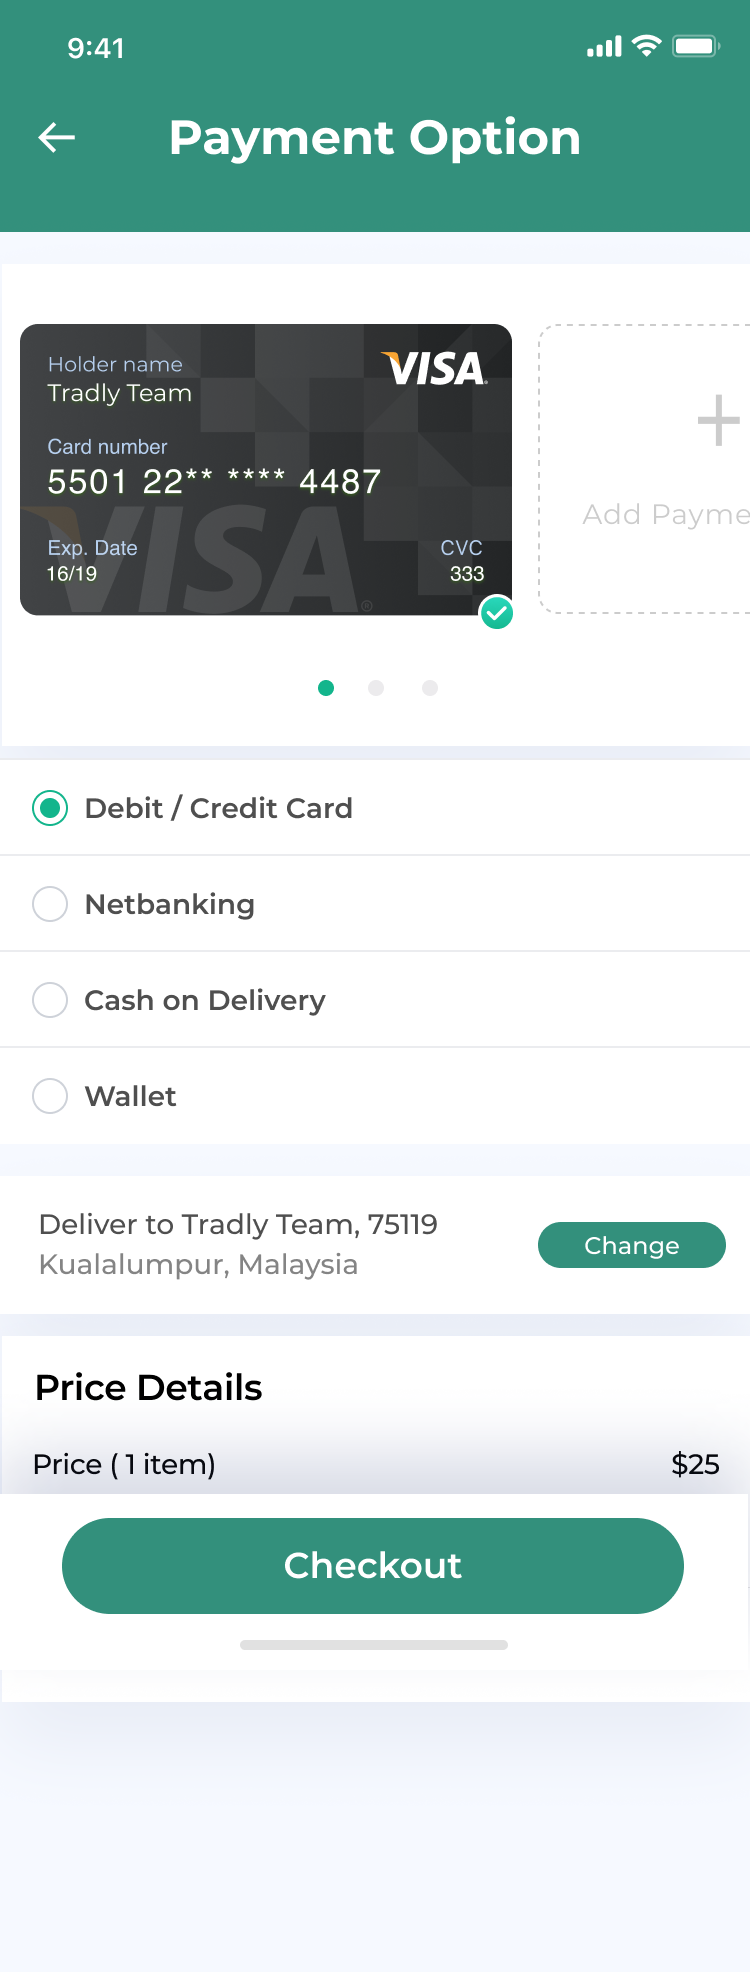 9:41
Payment Option
Holder name
VISA
Tradly Team
Card number
5501 22** **** 4487
Add Payme
VISA
Exp. Date
CVC
16/19
333
Debit / Credit Card
Netbanking
Cash on Delivery
Wallet
Deliver to Tradly Team, 75119
Kualalumpur, Malaysia
Change
Price Details
Price ( 1 item)
$25
Checkout